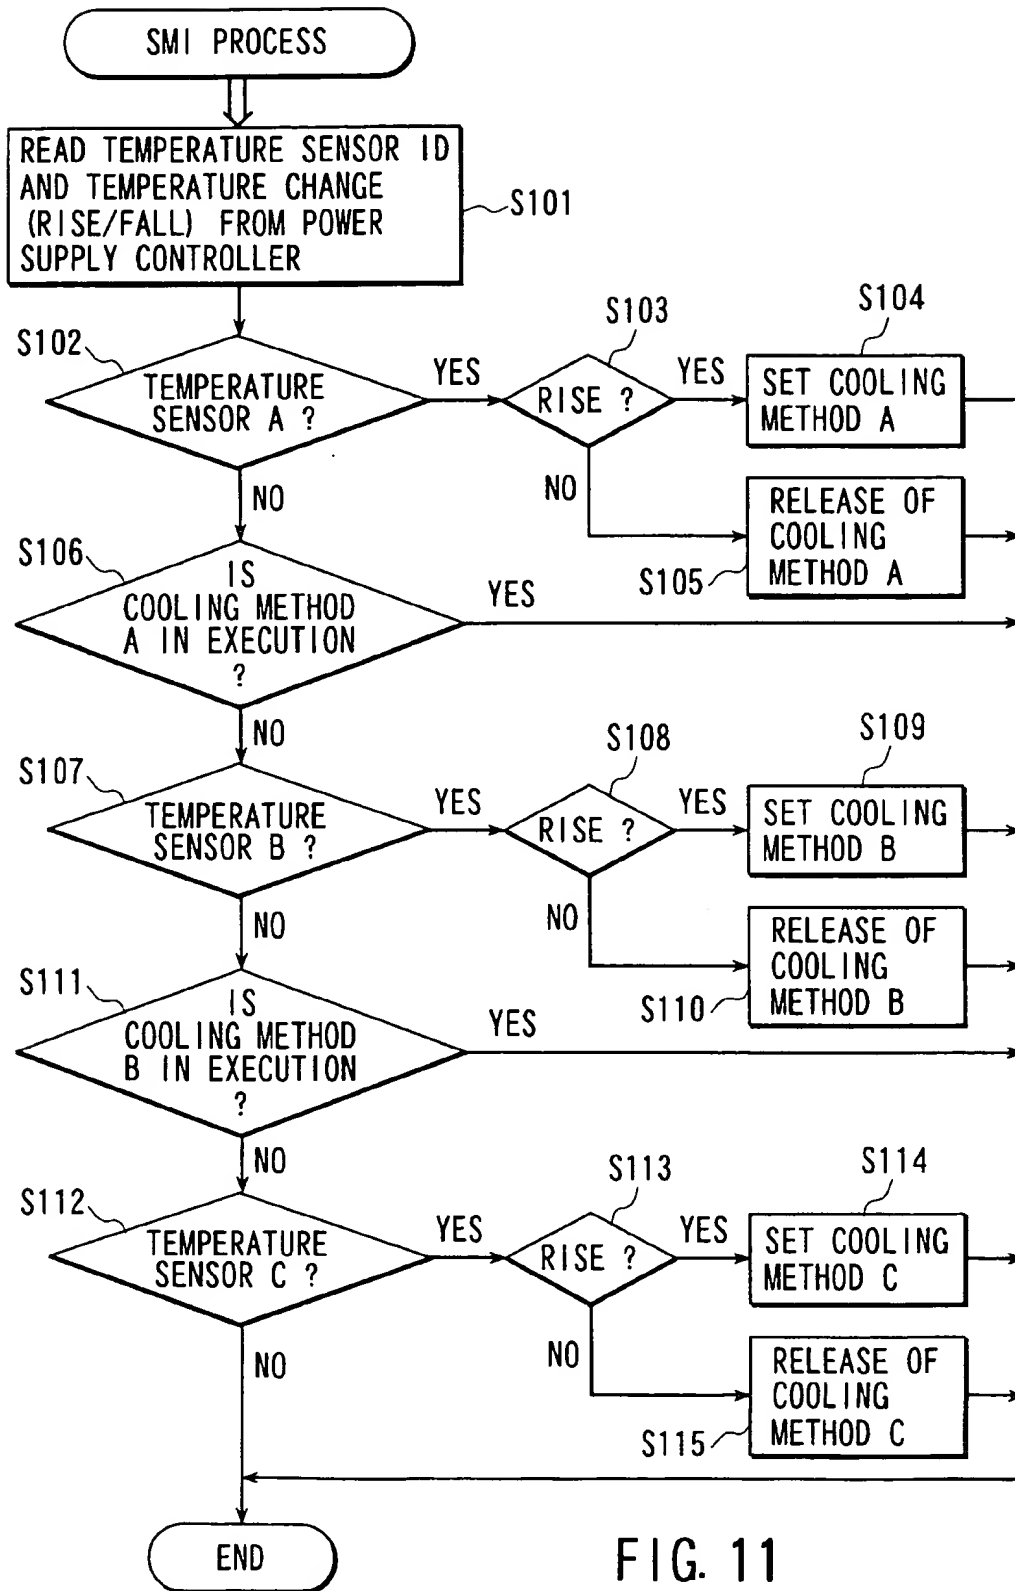 SMI PROCESS
READ TEMPERATURE SENSOR ID
AND TEMPERATURE CHANGE
(RISE/FALL) FROM POWER
SUPPLY CONTROLLER
S101
S102
TEMPERATURE
SENSOR A ?
YES
NO
S103
RISE ?
YES
NO
S104
SET COOLING
METHOD A
RELEASE OF
COOLING
METHOD A
S105
S106
IS
COOLING METHOD
A IN EXECUTION
?
YES
NO
S107
TEMPERATURE
SENSOR B ?
YES
NO
S108
RISE ?
YES
NO
S109
SET COOLING
METHOD B
RELEASE OF
COOLING
METHOD B
S110
S111
IS
COOLING METHOD
B IN EXECUTION
?
YES
NO
S112
TEMPERATURE
SENSOR C ?
YES
NO
S113
RISE ?
YES
NO
S114
SET COOLING
METHOD C
RELEASE OF
COOLING
METHOD C
S115
END
FIG. 11